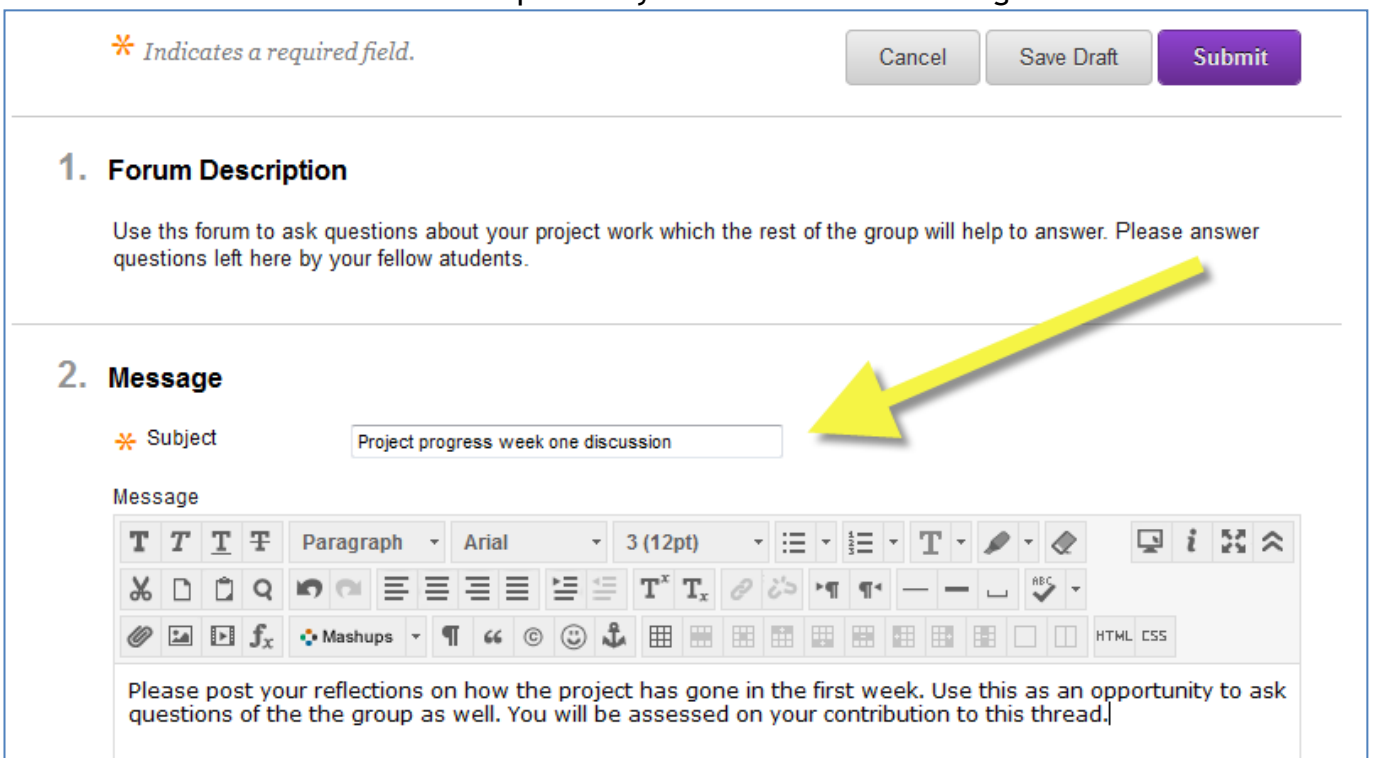 * Indicates a required field.
Cancel Save Draft Submit
1. Forum Description
Use ths forum to ask questions about your project work which the rest of the group will help to answer. Please answer
questions left here by your fellow atudents.
2. Message
* Subject Project progress week one discussion
Message
T T T T Paragraph Arial 3 (12pt) T i
Tx Tx ABC
fx Mashups ¶ “ © HTML CSS
Please post your reflections on how the project has gone in the first week. Use this as an opportunity to ask
questions of the the group as well. You will be assessed on your contribution to this thread.